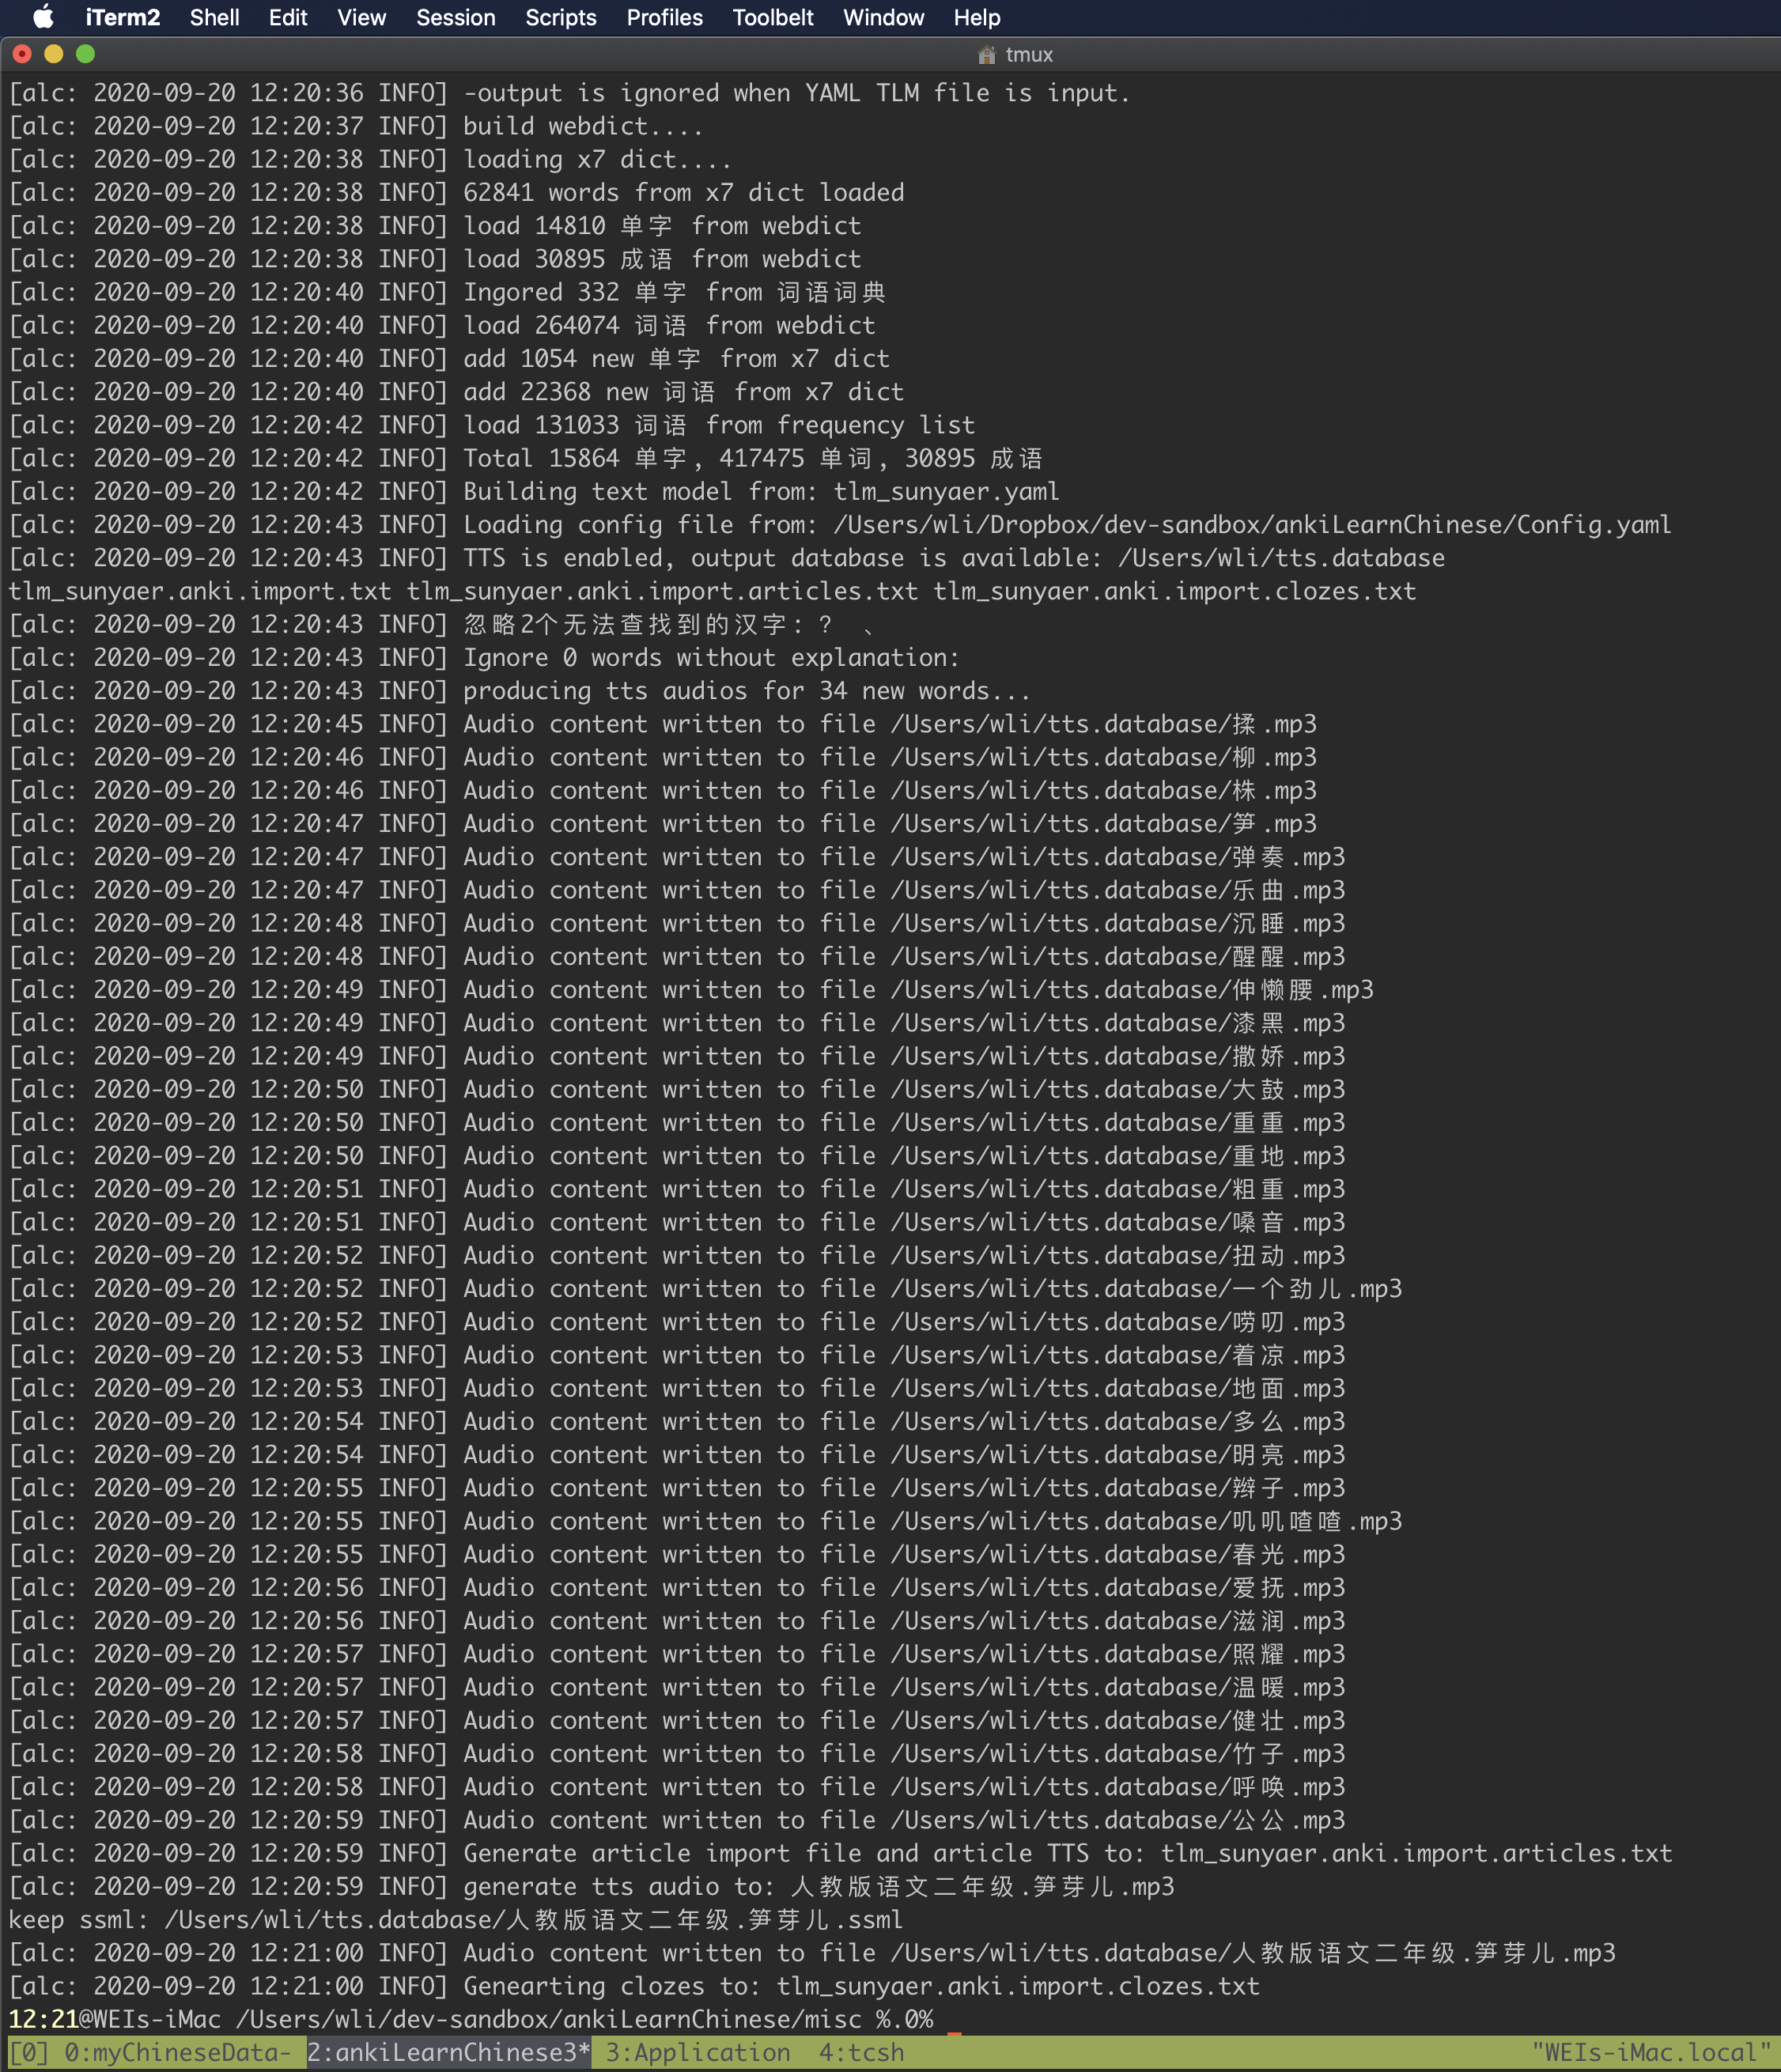 iTerm2 Shell Edit View Session Scripts Profiles Toolbelt Window Help
tmux
[alc: 2020-09-20 12:20:36 INFO] -output is ignored when YAML TLM file is input.
[alc: 2020-09-20 12:20:37 INFO] build webdict....
[alc: 2020-09-20 12:20:38 INFO] loading x7 dict....
[alc: 2020-09-20 12:20:38 INFO] 62841 words from x7 dict loaded
[alc: 2020-09-20 12:20:38 INFO] load 14810 单字 from webdict
[alc: 2020-09-20 12:20:38 INFO] load 30895 成语 from webdict
[alc: 2020-09-20 12:20:40 INFO] Ingored 332 单字 from 词语词典
[alc: 2020-09-20 12:20:40 INFO] load 264074 词语 from webdict
[alc: 2020-09-20 12:20:40 INFO] add 1054 new 单字 from x7 dict
[alc: 2020-09-20 12:20:40 INFO] add 22368 new 词语 from x7 dict
[alc: 2020-09-20 12:20:42 INFO] load 131033 词语 from frequency list
[alc: 2020-09-20 12:20:42 INFO] Total 15864 单字, 417475 单词, 30895 成语
[alc: 2020-09-20 12:20:42 INFO] Building text model from: tlm_sunyaer.yaml
[alc: 2020-09-20 12:20:43 INFO] Loading config file from: /Users/wli/Dropbox/dev-sandbox/ankiLearnChinese/Config.yaml
[alc: 2020-09-20 12:20:43 INFO] TTS is enabled, output database is available: /Users/wli/tts.database
tlm_sunyaer.anki.import.txt tlm_sunyaer.anki.import.articles.txt tlm_sunyaer.anki.import.clozes.txt
[alc: 2020-09-20 12:20:43 INFO] 忽略2个无法查找到的汉字：？ 、
[alc: 2020-09-20 12:20:43 INFO] Ignore 0 words without explanation:
[alc: 2020-09-20 12:20:43 INFO] producing tts audios for 34 new words...
[alc: 2020-09-20 12:20:45 INFO] Audio content written to file /Users/wli/tts.database/揉.mp3
[alc: 2020-09-20 12:20:46 INFO] Audio content written to file /Users/wli/tts.database/柳.mp3
[alc: 2020-09-20 12:20:46 INFO] Audio content written to file /Users/wli/tts.database/株.mp3
[alc: 2020-09-20 12:20:47 INFO] Audio content written to file /Users/wli/tts.database/笋.mp3
[alc: 2020-09-20 12:20:47 INFO] Audio content written to file /Users/wli/tts.database/弹奏.mp3
[alc: 2020-09-20 12:20:47 INFO] Audio content written to file /Users/wli/tts.database/乐曲.mp3
[alc: 2020-09-20 12:20:48 INFO] Audio content written to file /Users/wli/tts.database/沉睡.mp3
[alc: 2020-09-20 12:20:48 INFO] Audio content written to file /Users/wli/tts.database/醒醒.mp3
[alc: 2020-09-20 12:20:49 INFO] Audio content written to file /Users/wli/tts.database/伸懒腰.mp3
[alc: 2020-09-20 12:20:49 INFO] Audio content written to file /Users/wli/tts.database/漆黑.mp3
[alc: 2020-09-20 12:20:49 INFO] Audio content written to file /Users/wli/tts.database/撒娇.mp3
[alc: 2020-09-20 12:20:50 INFO] Audio content written to file /Users/wli/tts.database/大鼓.mp3
[alc: 2020-09-20 12:20:50 INFO] Audio content written to file /Users/wli/tts.database/重重.mp3
[alc: 2020-09-20 12:20:50 INFO] Audio content written to file /Users/wli/tts.database/重地.mp3
[alc: 2020-09-20 12:20:51 INFO] Audio content written to file /Users/wli/tts.database/粗重.mp3
[alc: 2020-09-20 12:20:51 INFO] Audio content written to file /Users/wli/tts.database/嗓音.mp3
[alc: 2020-09-20 12:20:52 INFO] Audio content written to file /Users/wli/tts.database/扭动.mp3
[alc: 2020-09-20 12:20:52 INFO] Audio content written to file /Users/wli/tts.database/一个劲儿.mp3
[alc: 2020-09-20 12:20:52 INFO] Audio content written to file /Users/wli/tts.database/唠叨.mp3
[alc: 2020-09-20 12:20:53 INFO] Audio content written to file /Users/wli/tts.database/着凉.mp3
[alc: 2020-09-20 12:20:53 INFO] Audio content written to file /Users/wli/tts.database/地面.mp3
[alc: 2020-09-20 12:20:54 INFO] Audio content written to file /Users/wli/tts.database/多么.mp3
[alc: 2020-09-20 12:20:54 INFO] Audio content written to file /Users/wli/tts.database/明亮.mp3
[alc: 2020-09-20 12:20:55 INFO] Audio content written to file /Users/wli/tts.database/辫子.mp3
[alc: 2020-09-20 12:20:55 INFO] Audio content written to file /Users/wli/tts.database/叽叽喳喳.mp3
[alc: 2020-09-20 12:20:55 INFO] Audio content written to file /Users/wli/tts.database/春光.mp3
[alc: 2020-09-20 12:20:56 INFO] Audio content written to file /Users/wli/tts.database/爱抚.mp3
[alc: 2020-09-20 12:20:56 INFO] Audio content written to file /Users/wli/tts.database/滋润.mp3
[alc: 2020-09-20 12:20:57 INFO] Audio content written to file /Users/wli/tts.database/照耀.mp3
[alc: 2020-09-20 12:20:57 INFO] Audio content written to file /Users/wli/tts.database/温暖.mp3
[alc: 2020-09-20 12:20:57 INFO] Audio content written to file /Users/wli/tts.database/健壮.mp3
[alc: 2020-09-20 12:20:58 INFO] Audio content written to file /Users/wli/tts.database/竹子.mp3
[alc: 2020-09-20 12:20:58 INFO] Audio content written to file /Users/wli/tts.database/呼唤.mp3
[alc: 2020-09-20 12:20:59 INFO] Audio content written to file /Users/wli/tts.database/公公.mp3
[alc: 2020-09-20 12:20:59 INFO] Generate article import file and article TTS to: tlm_sunyaer.anki.import.articles.txt
[alc: 2020-09-20 12:20:59 INFO] generate tts audio to: 人教版语文二年级.笋芽儿.mp3
keep ssml: /Users/wli/tts.database/人教版语文二年级.笋芽儿.ssml
[alc: 2020-09-20 12:21:00 INFO] Audio content written to file /Users/wli/tts.database/人教版语文二年级.笋芽儿.mp3
[alc: 2020-09-20 12:21:00 INFO] Genearting clozes to: tlm_sunyaer.anki.import.clozes.txt
12:21@WEIs-iMac /Users/wli/dev-sandbox/ankiLearnChinese/misc %.0%
[0] 0:myChineseData- 2:ankiLearnChinese3* 3:Application 4:tcsh "WEIs-iMac.local"